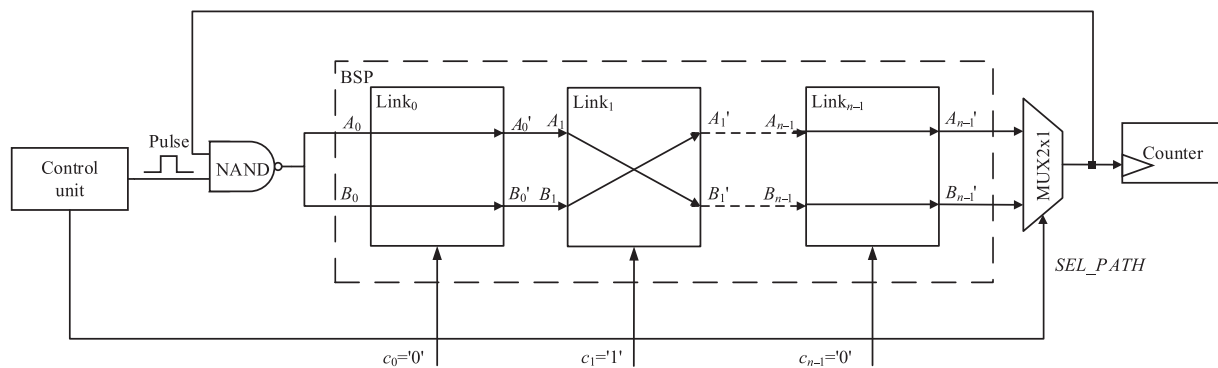 BSP
Link₀
Link₁
Linkₙ₋₁
A₀
A₀'
A₁
A₁'
Aₙ₋₁
Aₙ₋₁'
Pulse
Control
unit
NAND
MUX2x1
Counter
B₀
B₀'
B₁
B₁'
Bₙ₋₁
Bₙ₋₁'
SEL_PATH
c₀='0'
c₁='1'
cₙ₋₁='0'